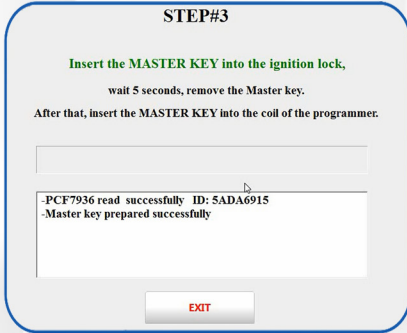 STEP#3
Insert the MASTER KEY into the ignition lock,
wait 5 seconds, remove the Master key.
After that, insert the MASTER KEY into the coil of the programmer.
-PCF7936 read  successfully   ID: 5ADA6915
-Master key prepared successfully
EXIT